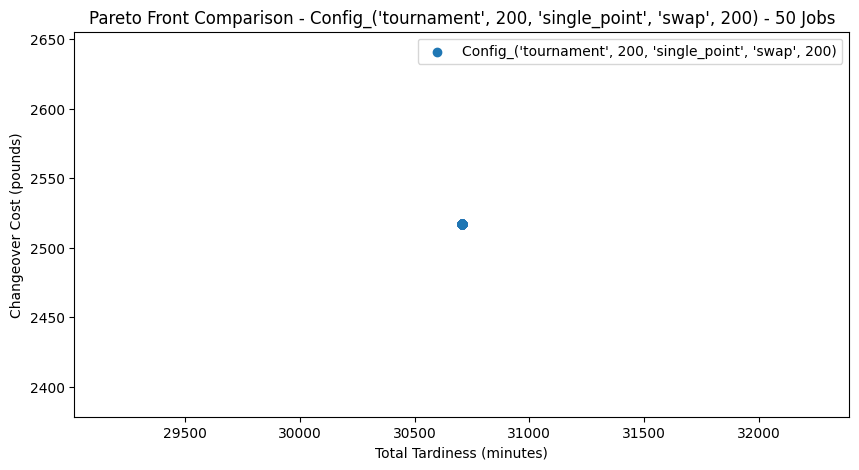 Pareto Front Comparison - Config_('tournament', 200, 'single_point', 'swap', 200) - 50 Jobs
Config_('tournament', 200, 'single_point', 'swap', 200)
Changeover Cost (pounds)
2650
2600
2550
2500
2450
2400
29500 30000 30500 31000 31500 32000
Total Tardiness (minutes)